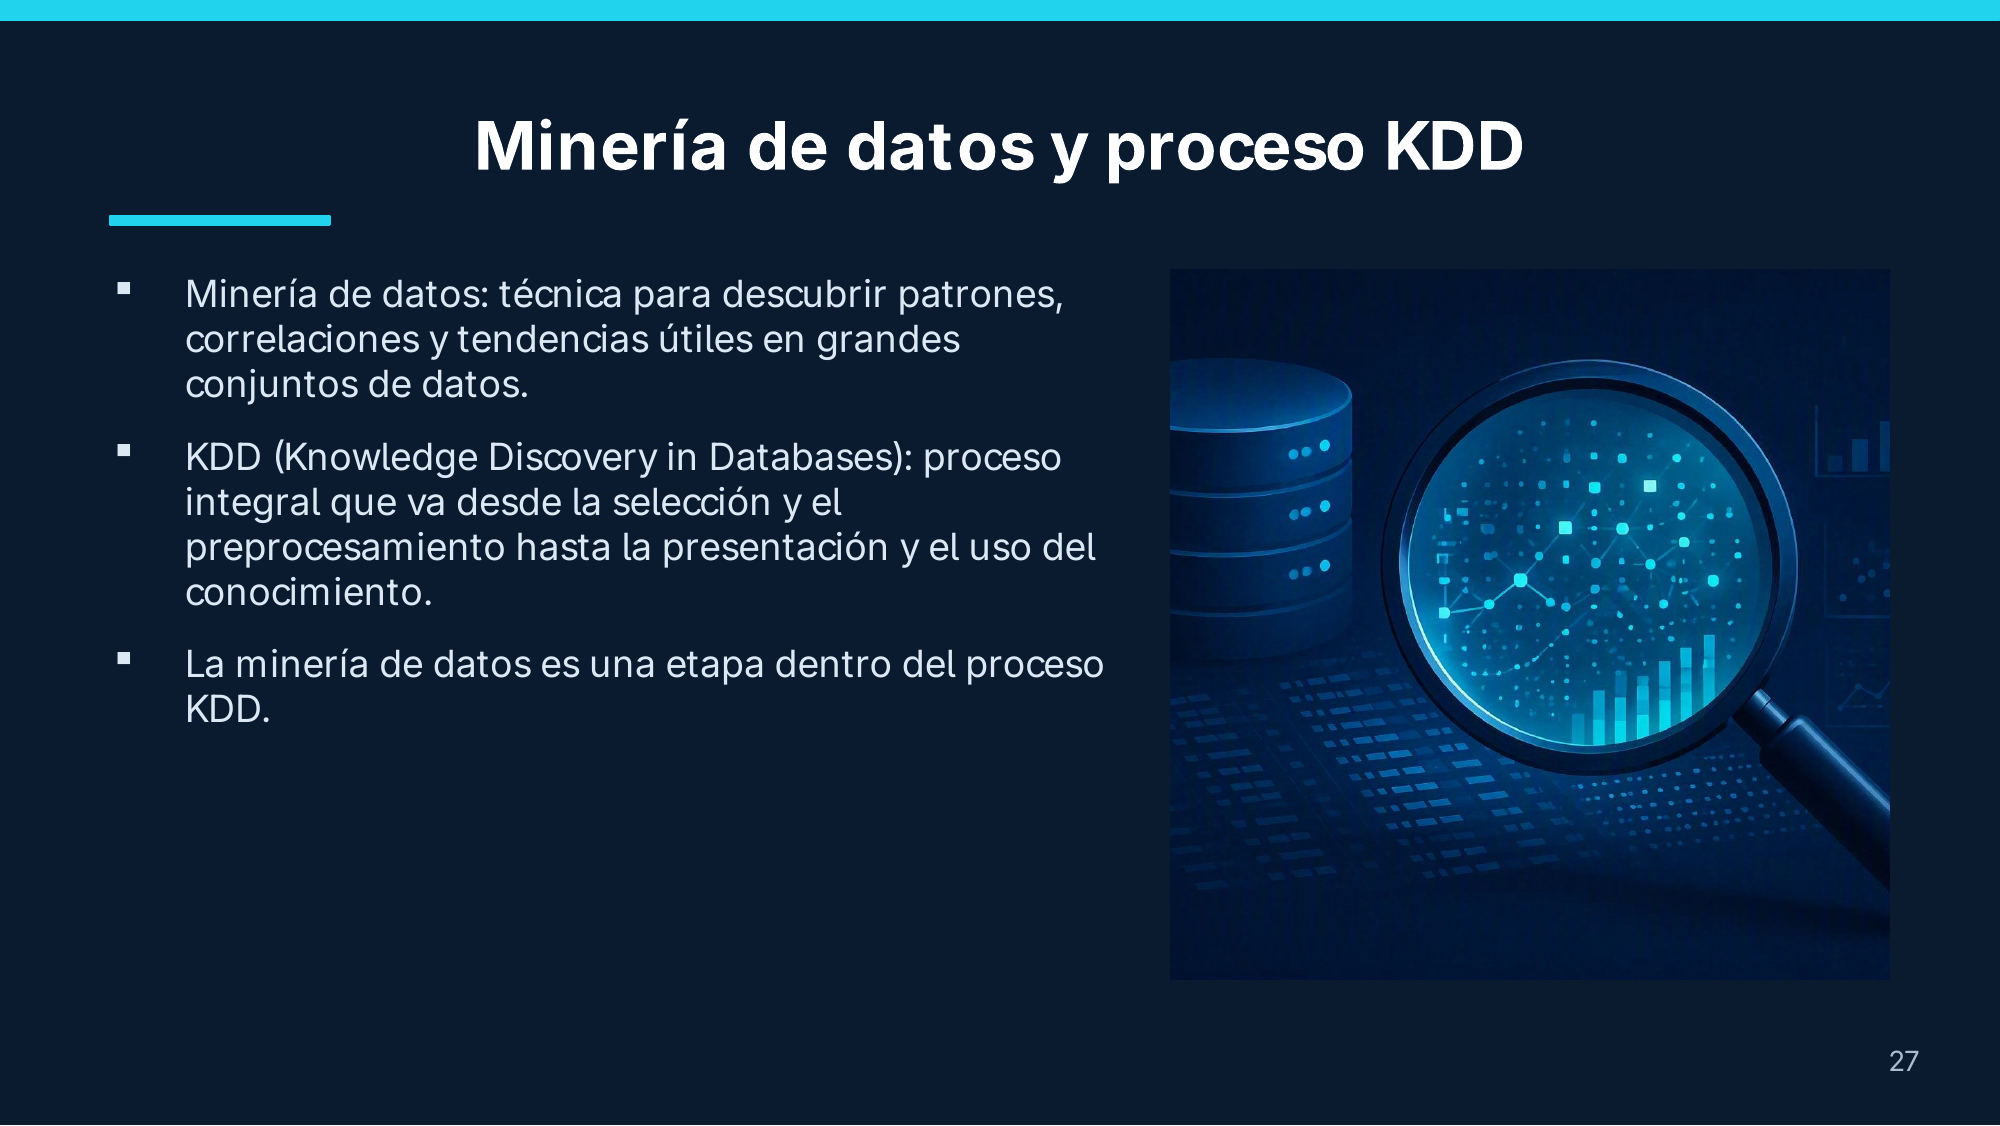 Minería de datos y proceso KDD
▪ Minería de datos: técnica para descubrir patrones,
correlaciones y tendencias útiles en grandes
conjuntos de datos.
▪ KDD (Knowledge Discovery in Databases): proceso
integral que va desde la selección y el
preprocesamiento hasta la presentación y el uso del
conocimiento.
▪ La minería de datos es una etapa dentro del proceso
KDD.
27